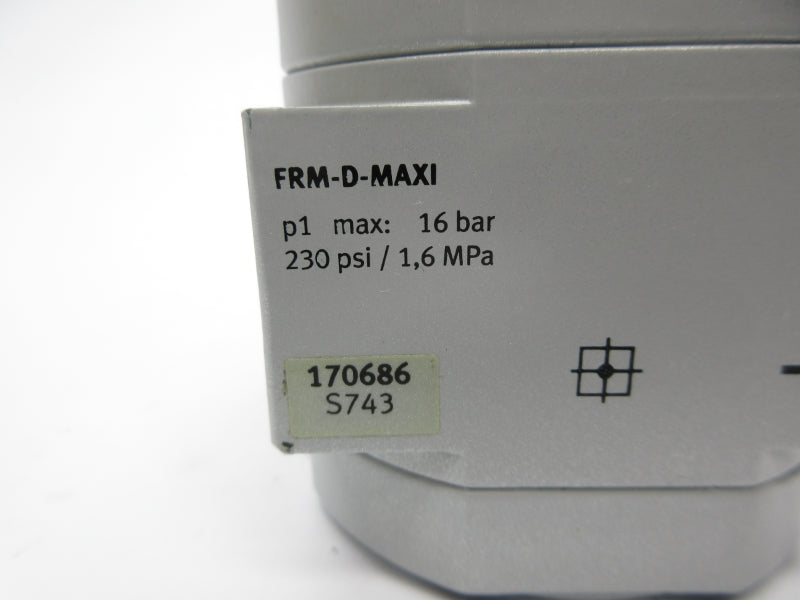 FRM-D-MAXI
p1 max: 16 bar
230 psi / 1,6 MPa
170686
S743